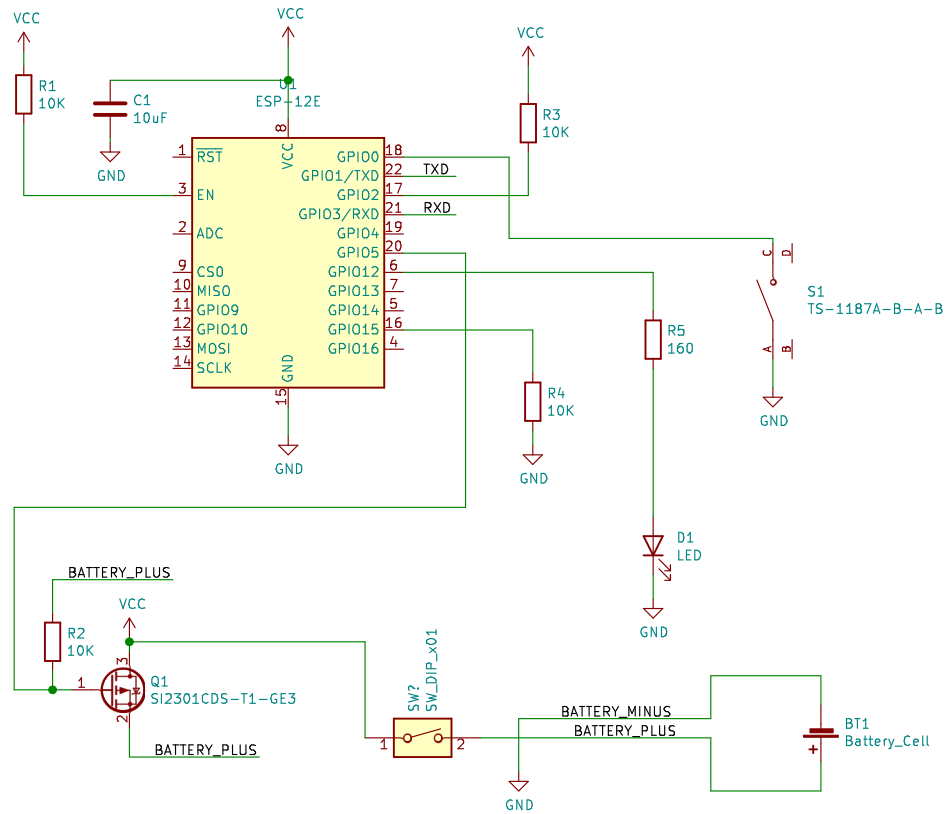 VCC
VCC
VCC
R1
10K
C1
10uF
GND
U1
ESP-12E
R3
10K
8
VCC
1
RST
3
EN
2
ADC
9
CS0
10
MISO
11
GPIO9
12
GPIO10
13
MOSI
14
SCLK
GPIO0
18
GPIO1/TXD
22
TXD
GPIO2
17
GPIO3/RXD
21
RXD
GPIO4
19
GPIO5
20
GPIO12
6
GPIO13
7
GPIO14
5
GPIO15
16
GPIO16
4
GND
15
GND
C
D
S1
TS-1187A-B-A-B
A
B
GND
R5
160
R4
10K
GND
D1
LED
GND
BATTERY_PLUS
VCC
R2
10K
1
3
Q1
SI2301CDS-T1-GE3
2
BATTERY_PLUS
SW?
SW_DIP_x01
1
2
BATTERY_MINUS
BATTERY_PLUS
GND
BT1
Battery_Cell
+